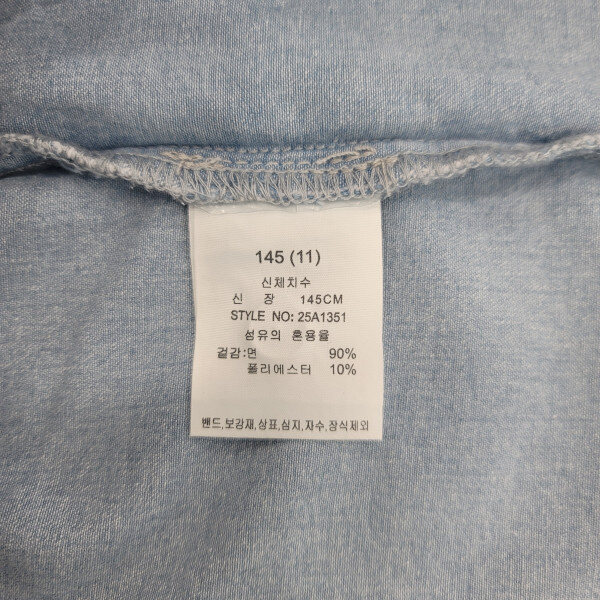 145 (11)
신체치수
신 장 145CM
STYLE NO: 25A1351
섬유의 혼용율
겉감:면 90%
폴리에스터 10%
밴드,보강재,상표,심지,자수,장식제외